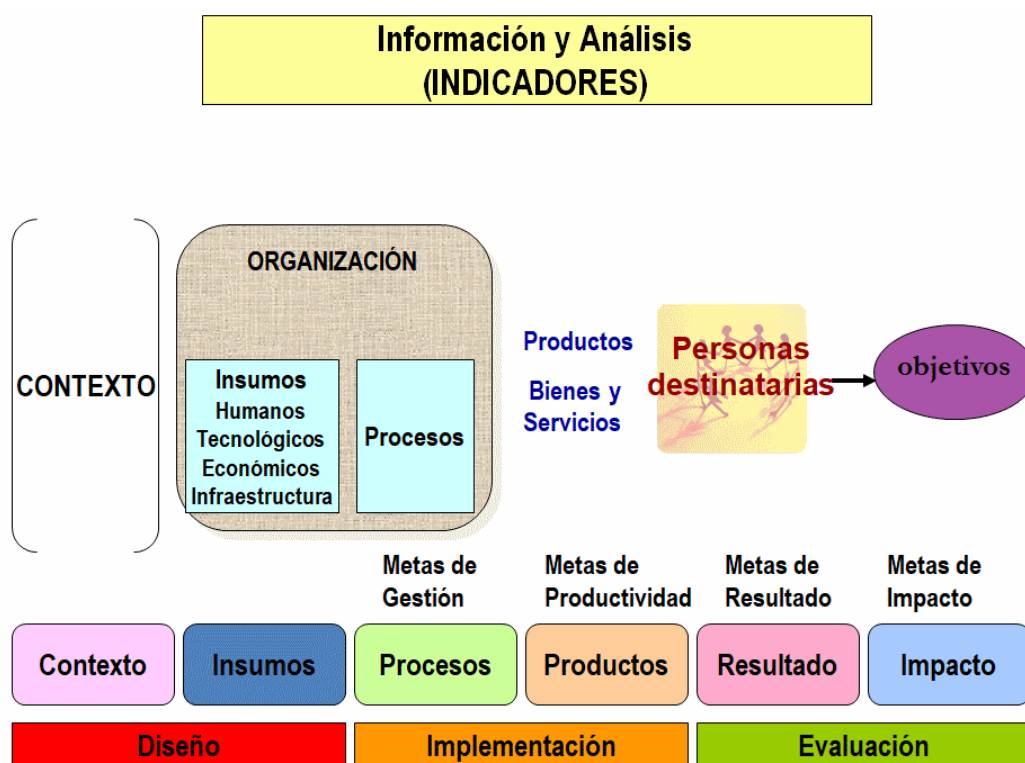 Información y Análisis
(INDICADORES)
CONTEXTO
ORGANIZACIÓN
Insumos
Humanos
Tecnológicos
Económicos
Infraestructura
Procesos
Productos
Bienes y
Servicios
Personas
destinatarias
objetivos
Metas de
Gestión
Metas de
Productividad
Metas de
Resultado
Metas de
Impacto
Contexto
Insumos
Procesos
Productos
Resultado
Impacto
Diseño
Implementación
Evaluación